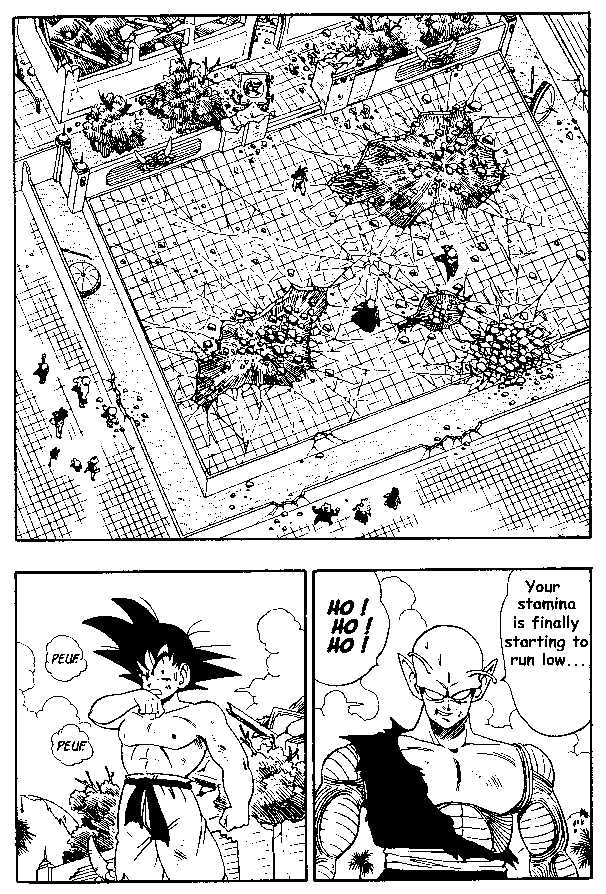 PEUF
PEUF
HO !
HO !
HO !
Your
stamina
is finally
starting to
run low...